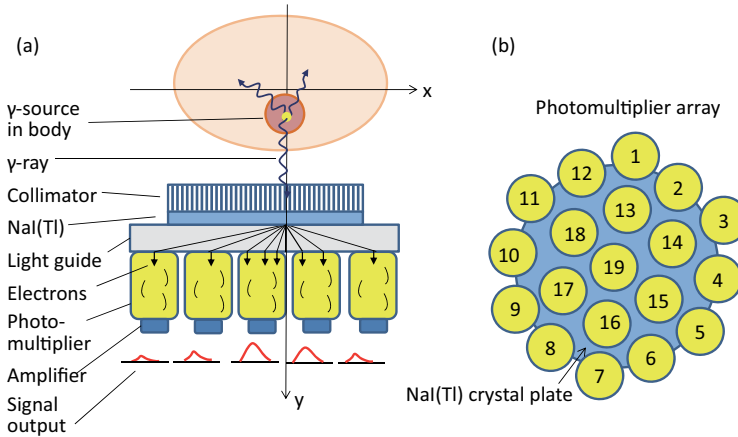 (a)
x
γ-source
in body
γ-ray
Collimator
NaI(Tl)
Light guide
Electrons
Photo-
multiplier
Amplifier
Signal
output
y
(b)
Photomultiplier array
1
2
3
4
5
6
7
8
9
10
11
12
13
14
15
16
17
18
19
NaI(Tl) crystal plate